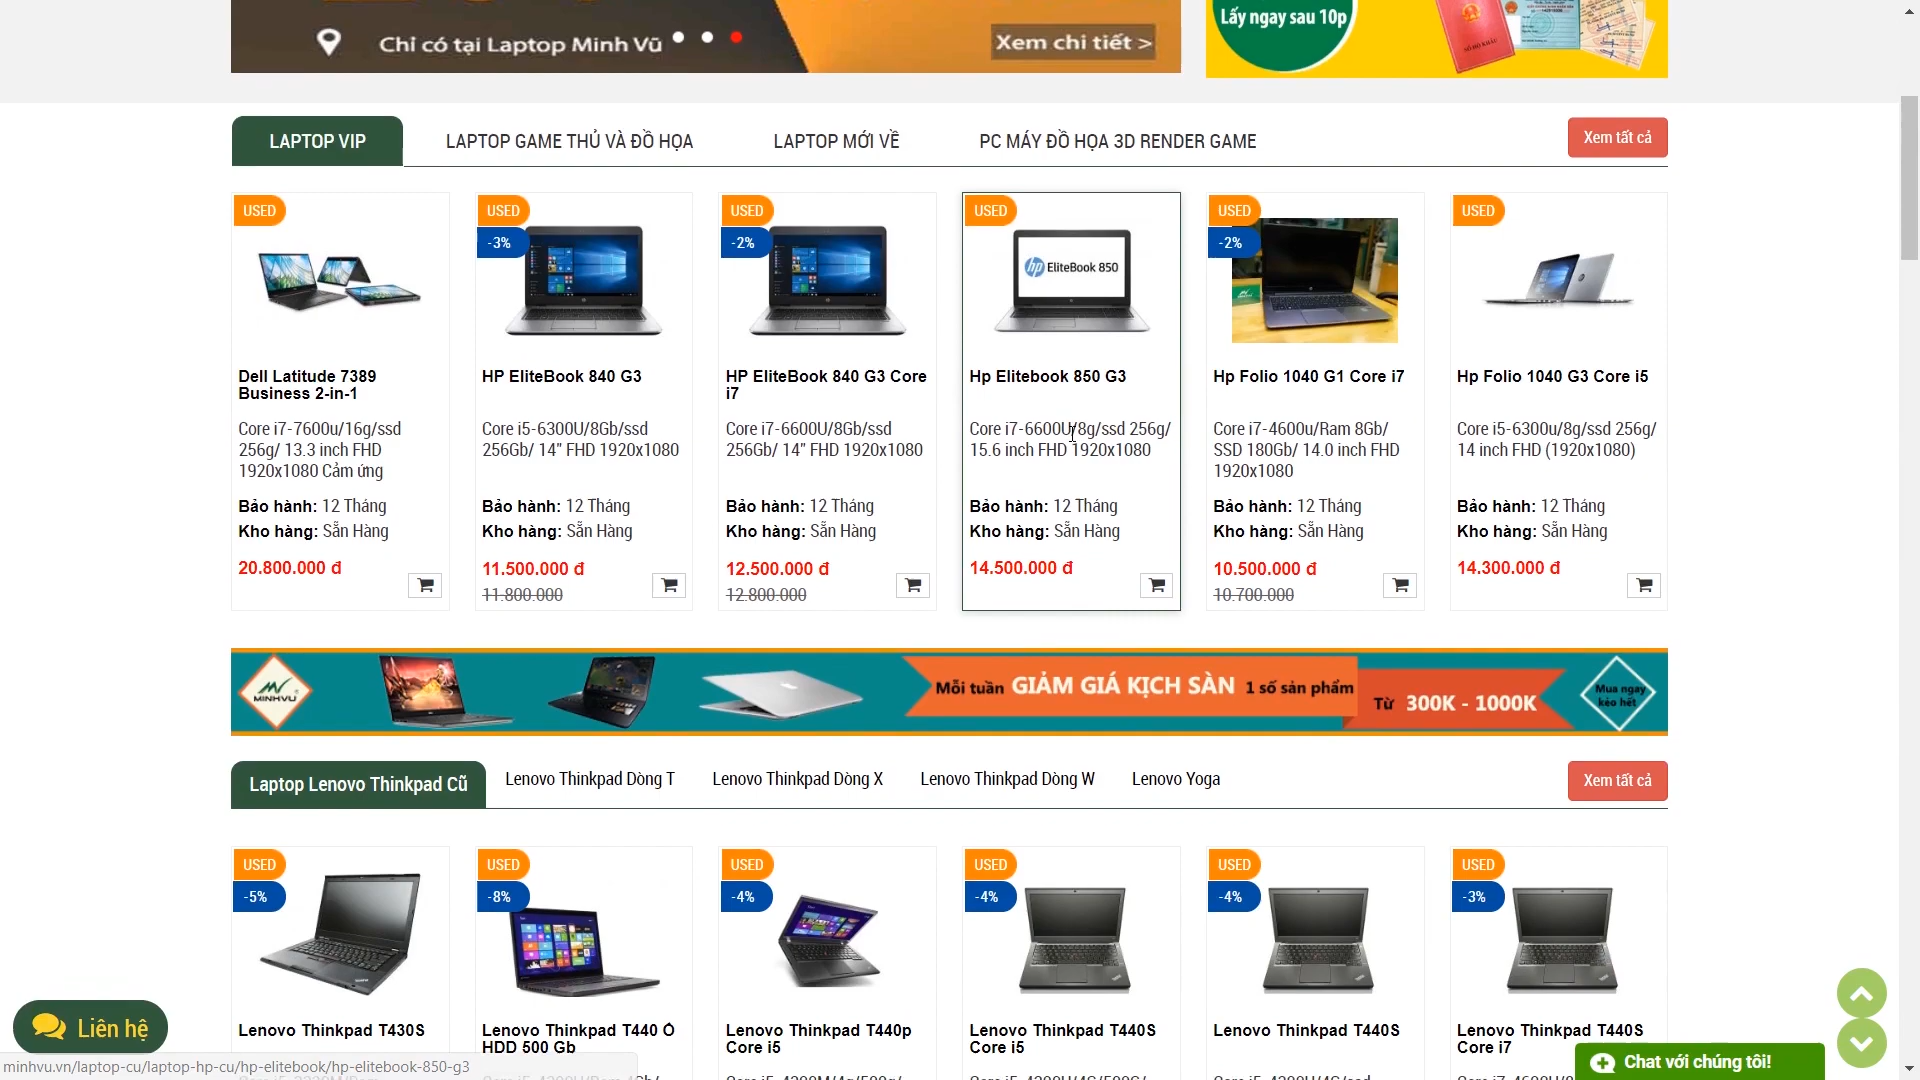 Chỉ có tại Laptop Minh Vũ
Xem chi tiết >
Lấy ngay sau 10p
SỔ HỘ KHẨU
LAPTOP VIP
LAPTOP GAME THỦ VÀ ĐỒ HỌA
LAPTOP MỚI VỀ
PC MÁY ĐỒ HỌA 3D RENDER GAME
Xem tất cả
USED
Dell Latitude 7389
Business 2-in-1
Core i7-7600u/16g/ssd
256g/ 13.3 inch FHD
1920x1080 Cảm ứng
Bảo hành: 12 Tháng
Kho hàng: Sẵn Hàng
20.800.000 đ
USED
-3%
HP EliteBook 840 G3
Core i5-6300U/8Gb/ssd
256Gb/ 14" FHD 1920x1080
Bảo hành: 12 Tháng
Kho hàng: Sẵn Hàng
11.500.000 đ
11.800.000
USED
-2%
HP EliteBook 840 G3 Core
i7
Core i7-6600U/8Gb/ssd
256Gb/ 14" FHD 1920x1080
Bảo hành: 12 Tháng
Kho hàng: Sẵn Hàng
12.500.000 đ
12.800.000
USED
hp EliteBook 850
Hp Elitebook 850 G3
Core i7-6600U/8g/ssd 256g/
15.6 inch FHD 1920x1080
Bảo hành: 12 Tháng
Kho hàng: Sẵn Hàng
14.500.000 đ
USED
-2%
Hp Folio 1040 G1 Core i7
Core i7-4600u/Ram 8Gb/
SSD 180Gb/ 14.0 inch FHD
1920x1080
Bảo hành: 12 Tháng
Kho hàng: Sẵn Hàng
10.500.000 đ
10.700.000
USED
Hp Folio 1040 G3 Core i5
Core i5-6300u/8g/ssd 256g/
14 inch FHD (1920x1080)
Bảo hành: 12 Tháng
Kho hàng: Sẵn Hàng
14.300.000 đ
MINHVU
Mỗi tuần GIẢM GIÁ KỊCH SÀN 1 số sản phẩm
Từ 300K - 1000K
Mua ngay
kẻo hết
Laptop Lenovo Thinkpad Cũ
Lenovo Thinkpad Dòng T
Lenovo Thinkpad Dòng X
Lenovo Thinkpad Dòng W
Lenovo Yoga
Xem tất cả
USED
-5%
Lenovo Thinkpad T430S
USED
-8%
Lenovo Thinkpad T440 Ổ
HDD 500 Gb
USED
-4%
Lenovo Thinkpad T440p
Core i5
USED
-4%
Lenovo Thinkpad T440S
Core i5
USED
-4%
Lenovo Thinkpad T440S
USED
-3%
Lenovo Thinkpad T440S
Core i7
Liên hệ
Chat với chúng tôi!
minhvu.vn/laptop-cu/laptop-hp-cu/hp-elitebook/hp-elitebook-850-g3